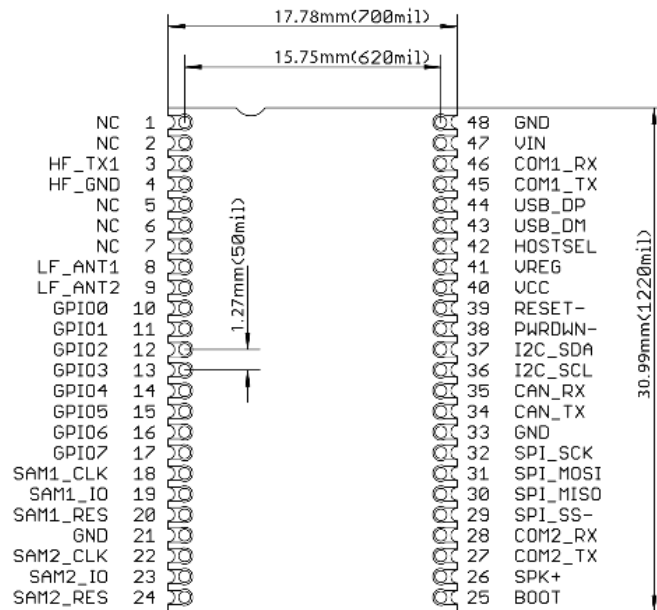 17.78mm(700mil)
15.75mm(620mil)
NC 1 48 GND
NC 2 47 VIN
HF_TX1 3 46 COM1_RX
HF_GND 4 45 COM1_TX
NC 5 44 USB_DP
NC 6 43 USB_DM
NC 7 42 HOSTSEL
LF_ANT1 8 41 VREG
LF_ANT2 9 40 VCC
GPIO0 10 39 RESET-
GPIO1 11 38 PWRDWN-
GPIO2 12 37 I2C_SDA
GPIO3 13 36 I2C_SCL
GPIO4 14 35 CAN_RX
GPIO5 15 34 CAN_TX
GPIO6 16 33 GND
GPIO7 17 32 SPI_SCK
SAM1_CLK 18 31 SPI_MOSI
SAM1_IO 19 30 SPI_MISO
SAM1_RES 20 29 SPI_SS-
GND 21 28 COM2_RX
SAM2_CLK 22 27 COM2_TX
SAM2_IO 23 26 SPK+
SAM2_RES 24 25 BOOT
1.27mm(50mil)
30.99mm(1220mil)